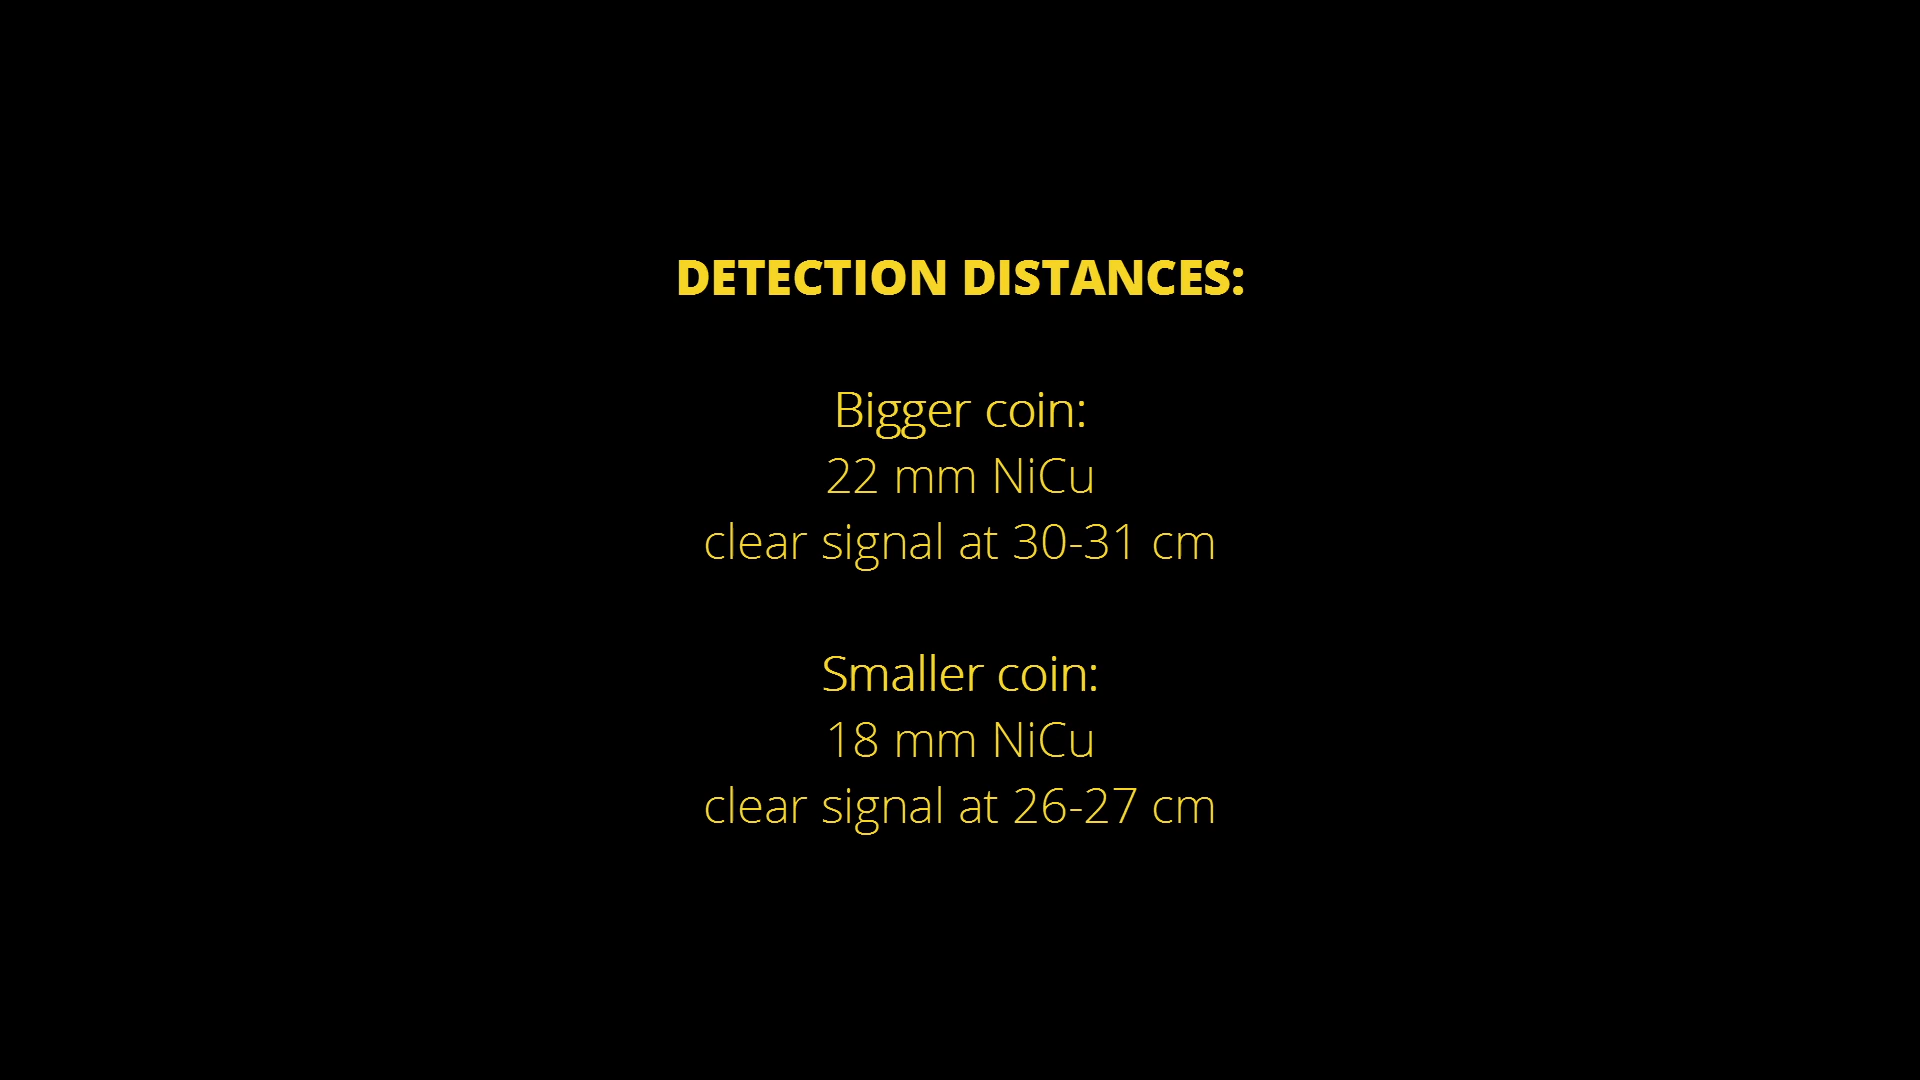 DETECTION DISTANCES:
Bigger coin:
22 mm NiCu
clear signal at 30-31 cm
Smaller coin:
18 mm NiCu
clear signal at 26-27 cm